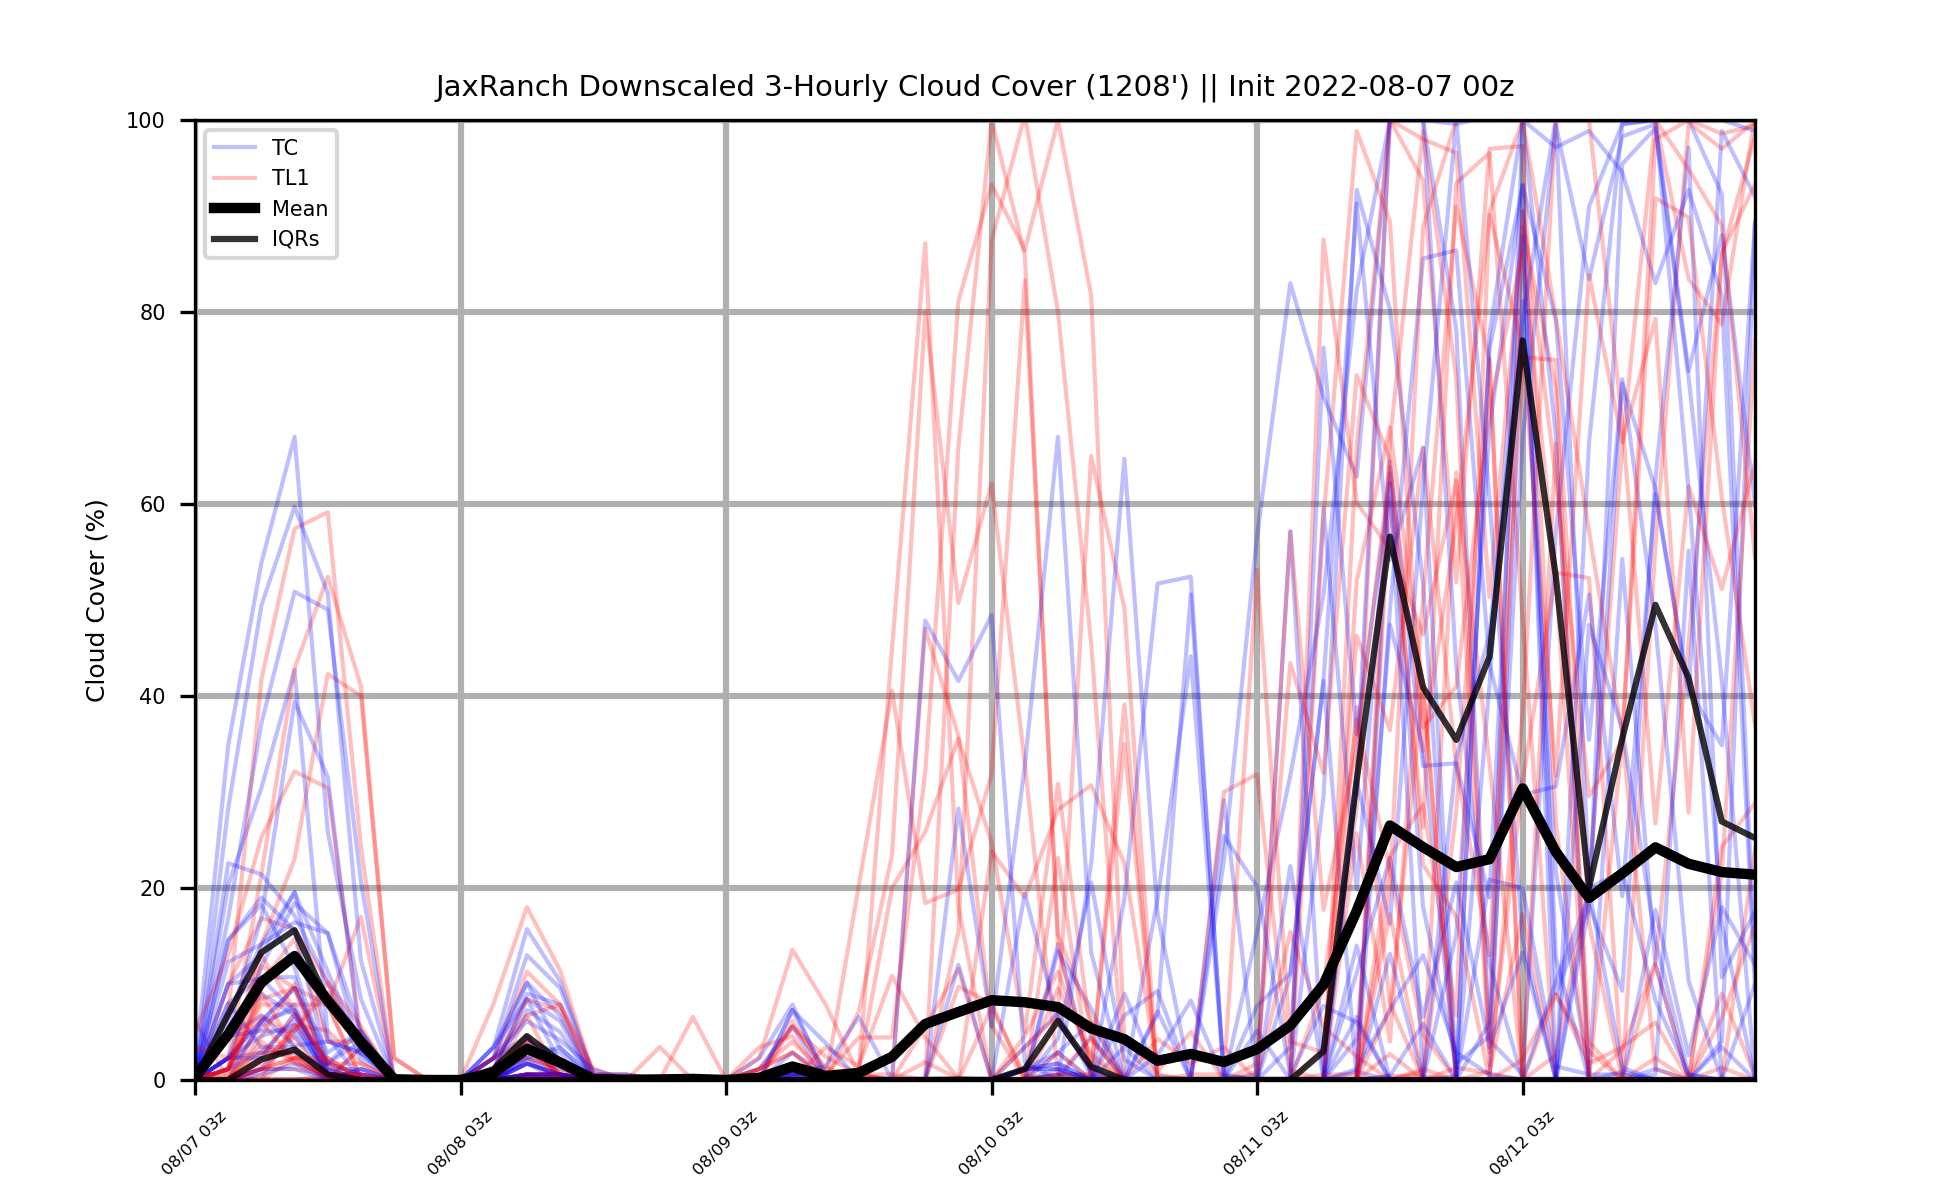 JaxRanch Downscaled 3-Hourly Cloud Cover (1208') || Init 2022-08-07 00z
100
80
60
40
20
0
Cloud Cover (%)
TC
TL1
Mean
IQRs
08/07 03z
08/08 03z
08/09 03z
08/10 03z
08/11 03z
08/12 03z